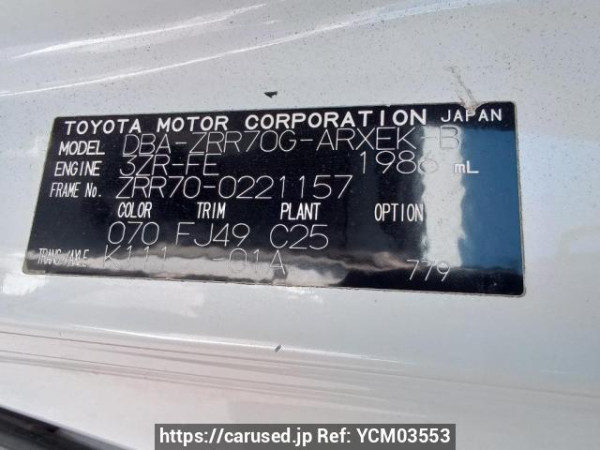 TOYOTA MOTOR CORPORATION JAPAN
MODEL DBA-ZRR70G-ARXEK-B
ENGINE 3ZR-FE 1986 mL
FRAME No. ZRR70-0221157
COLOR TRIM PLANT OPTION
070 FJ49 C25
TRANS./AXLE K111 -01A 779
https://carused.jp Ref: YCM03553